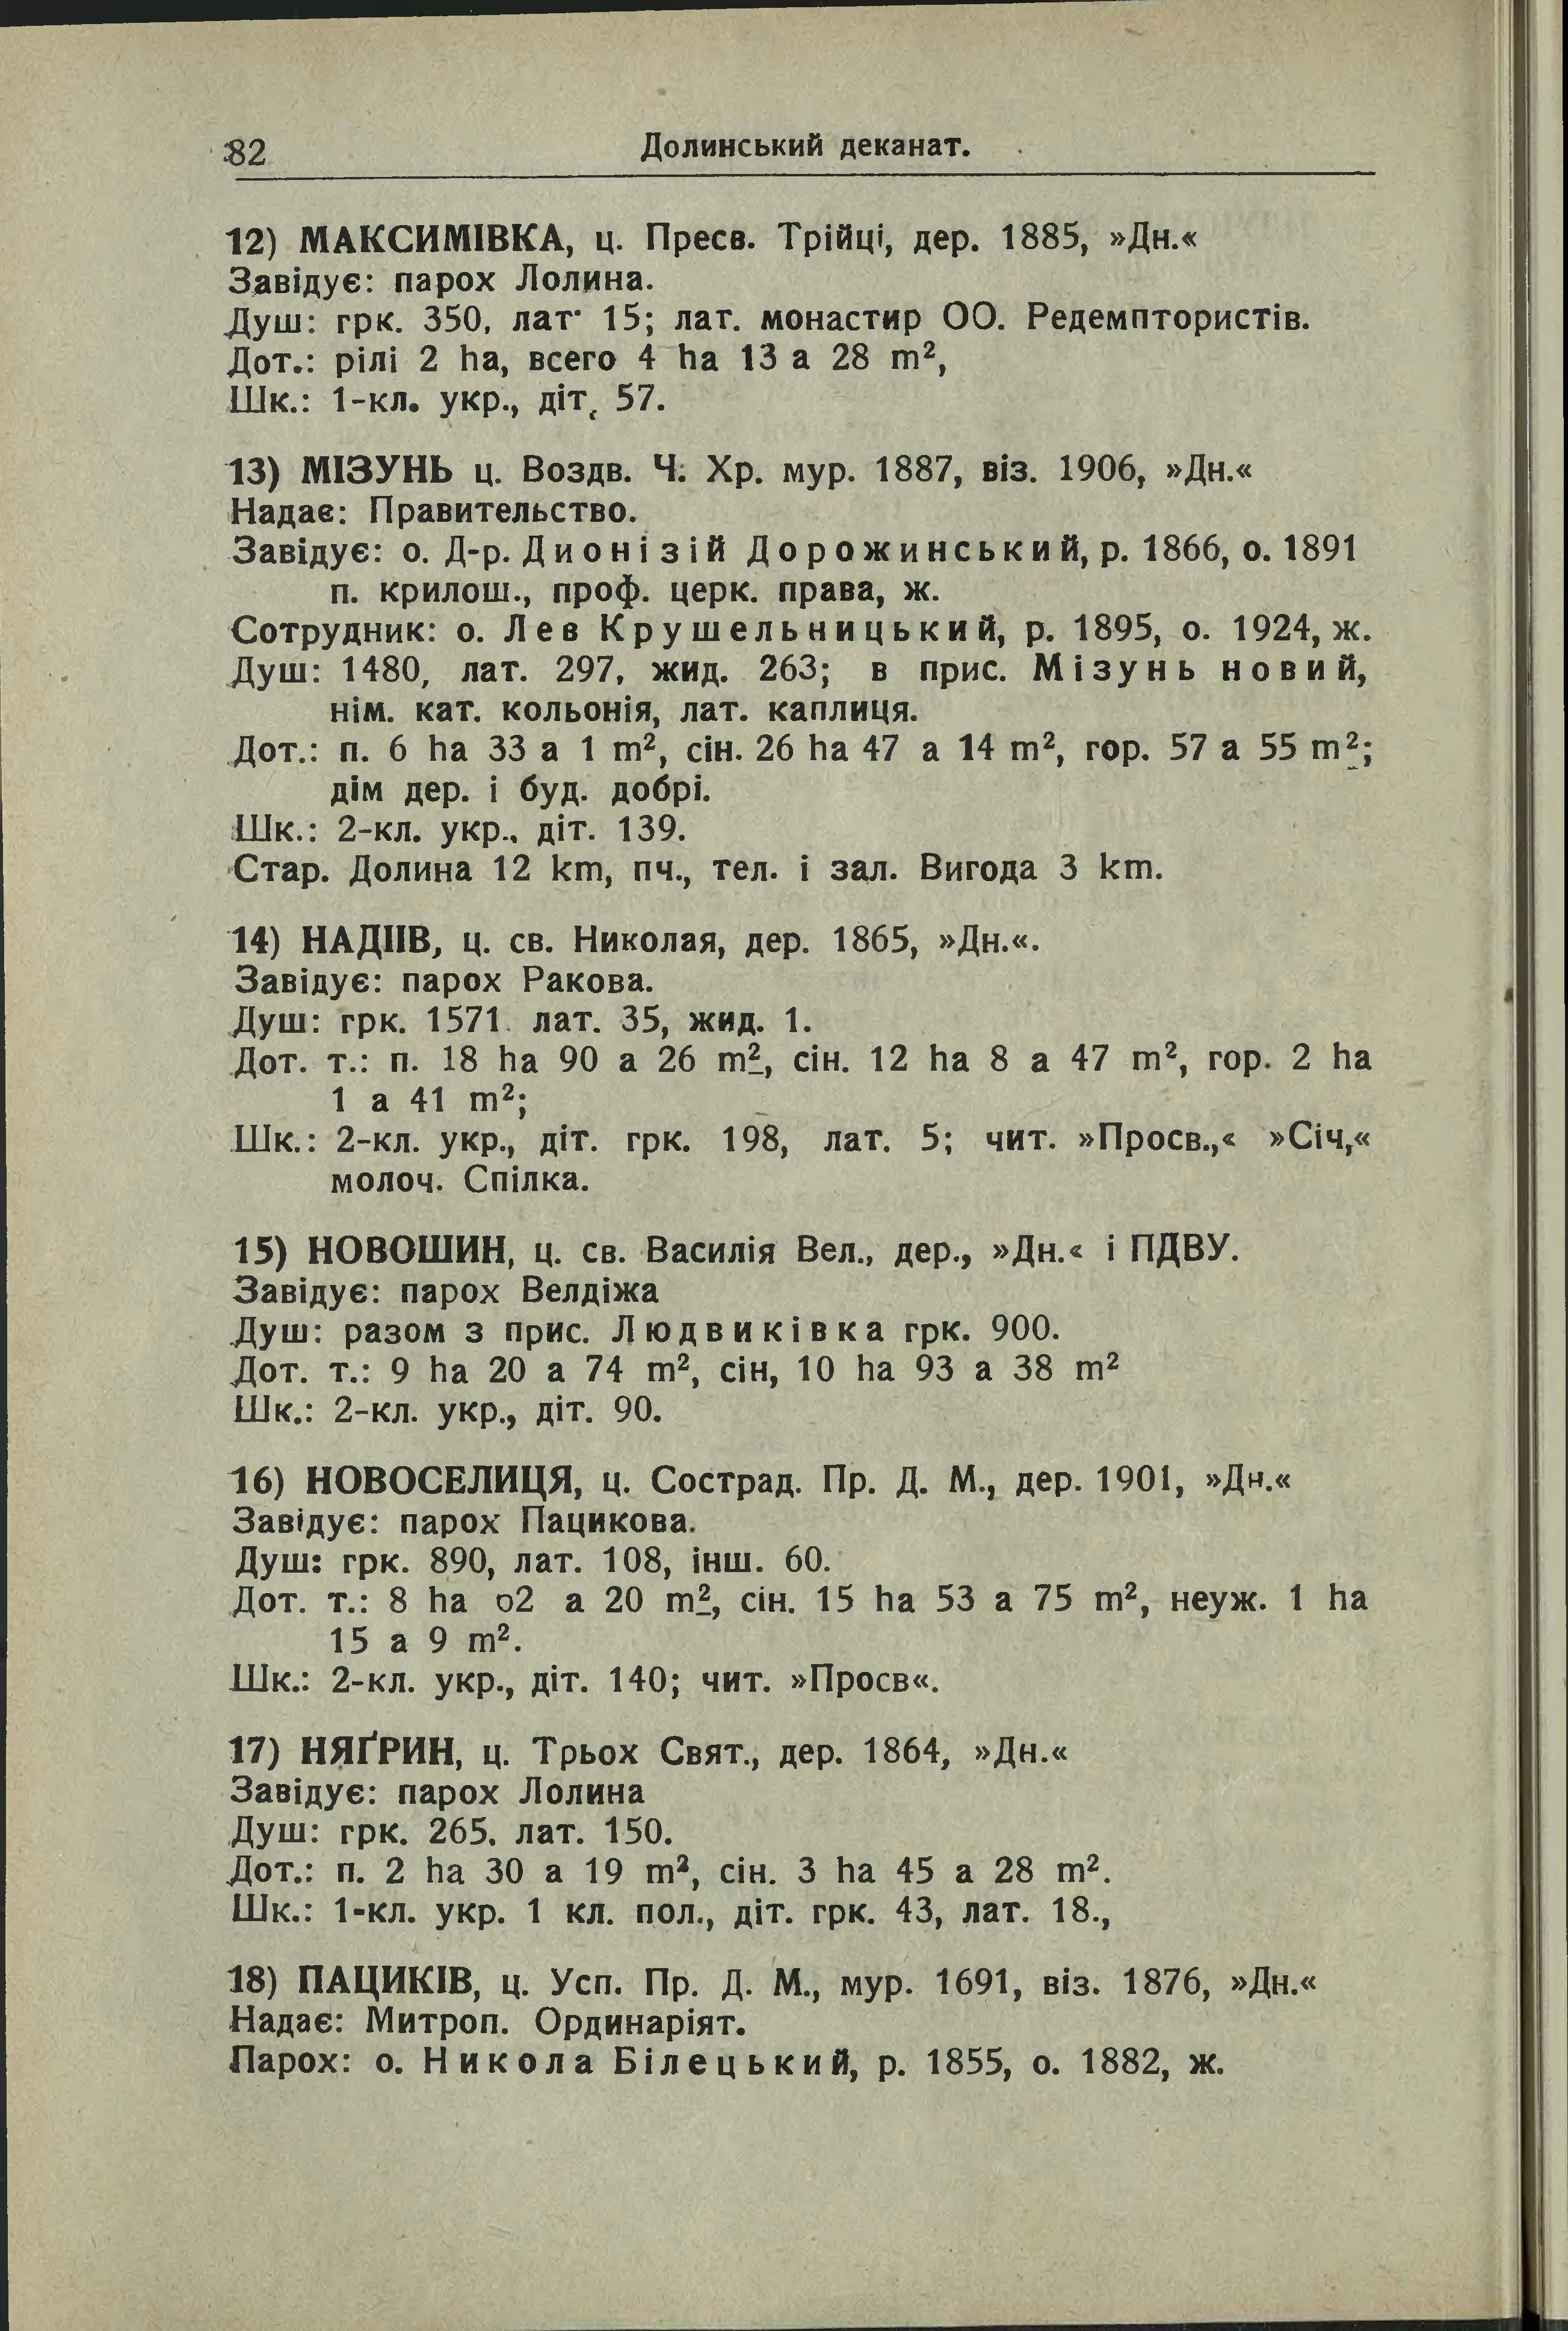 82
Долинський деканат.
12) МАКСИМІВКА, ц. Пресв. Трійці, дер. 1885, »Дн.«
Завідує: парох Лолина.
Душ: грк. 350, лат· 15; лат. монастир ОО. Редемптористів.
Дот.: рілі 2 ha, всего 4 ha 13 a 28 m²,
Шк.: 1-кл. укр., діт. 57.
13) МІЗУНЬ ц. Воздв. Ч. Хр. мур. 1887, віз. 1906, »Дн.«
Надає: Правительство.
Завідує: о. Д-р. Дионізій Дорожинський, р. 1866, о. 1891
п. крилош., проф. церк. права, ж.
Сотрудник: о. Лев Крушельницький, р. 1895, о. 1924, ж.
Душ: 1480, лат. 297, жид. 263; в прис. Мізунь новий,
нім. кат. кольонія, лат. каплиця.
Дот.: п. 6 ha 33 a 1 m², сін. 26 ha 47 a 14 m², гор. 57 a 55 m²;
дім дер. і буд. добрі.
Шк.: 2-кл. укр., діт. 139.
Стар. Долина 12 km, пч., тел. і зал. Вигода 3 km.
14) НАДІІВ, ц. св. Николая, дер. 1865, »Дн.«.
Завідує: парох Ракова.
Душ: грк. 1571. лат. 35, жид. 1.
Дот. т.: п. 18 ha 90 a 26 m², сін. 12 ha 8 a 47 m², гор. 2 ha
1 a 41 m²;
Шк.: 2-кл. укр., діт. грк. 198, лат. 5; чит. »Просв.,« »Січ,«
молоч. Спілка.
15) НОВОШИН, ц. св. Василія Вел., дер., »Дн.« і ПДВУ.
Завідує: парох Велдіжа
Душ: разом з прис. Людвиківка грк. 900.
Дот. т.: 9 ha 20 a 74 m², сін, 10 ha 93 a 38 m²
Шк.: 2-кл. укр., діт. 90.
16) НОВОСЕЛИЦЯ, ц. Сострад. Пр. Д. М., дер. 1901, »Дн.«
Завідує: парох Пацикова.
Душ: грк. 890, лат. 108, інш. 60.
Дот. т.: 8 ha о2 a 20 m², сін. 15 ha 53 a 75 m², неуж. 1 ha
15 a 9 m².
Шк.: 2-кл. укр., діт. 140; чит. »Просв«.
17) НЯҐРИН, ц. Трьох Свят., дер. 1864, »Дн.«
Завідує: парох Лолина
Душ: грк. 265. лат. 150.
Дот.: п. 2 ha 30 a 19 m², сін. 3 ha 45 a 28 m².
Шк.: 1-кл. укр. 1 кл. пол., діт. грк. 43, лат. 18.,
18) ПАЦИКІВ, ц. Усп. Пр. Д. М., мур. 1691, віз. 1876, »Дн.«
Надає: Митроп. Ординаріят.
Парох: о. Никола Білецький, р. 1855, о. 1882, ж.